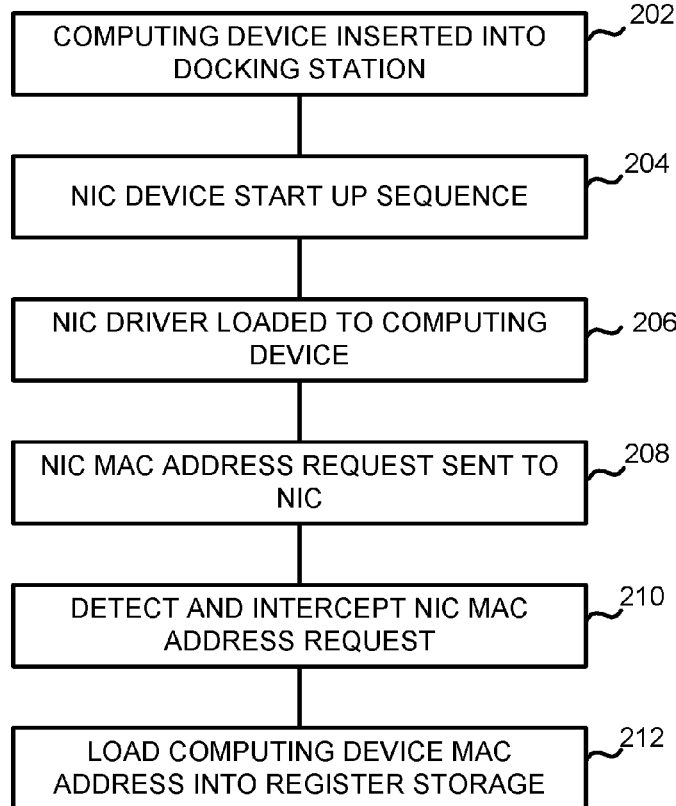 COMPUTING DEVICE INSERTED INTO
DOCKING STATION
202
NIC DEVICE START UP SEQUENCE
204
NIC DRIVER LOADED TO COMPUTING
DEVICE
206
NIC MAC ADDRESS REQUEST SENT TO
NIC
208
DETECT AND INTERCEPT NIC MAC
ADDRESS REQUEST
210
LOAD COMPUTING DEVICE MAC
ADDRESS INTO REGISTER STORAGE
212